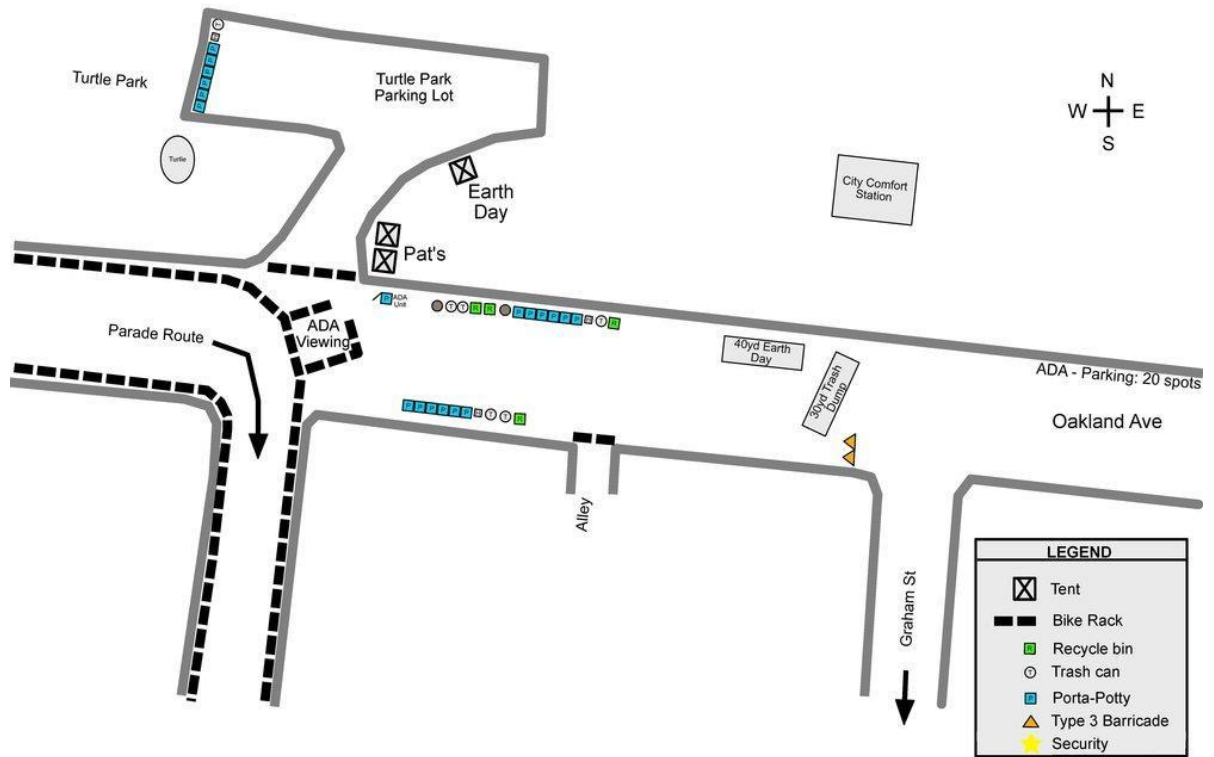 Turtle Park
Turtle Park
Parking Lot
N
W E
S
Turtle
Earth
Day
City Comfort
Station
Pat's
T
P
P
P
P
P
P
P ADA
Unit
T T R R P P P P P P T R
Parade Route
ADA
Viewing
40yd Earth
Day
30yd Trash
Dump
ADA - Parking: 20 spots
Oakland Ave
P P P P P P T T R
Alley
Graham St
LEGEND
Tent
Bike Rack
R Recycle bin
T Trash can
P Porta-Potty
Type 3 Barricade
Security